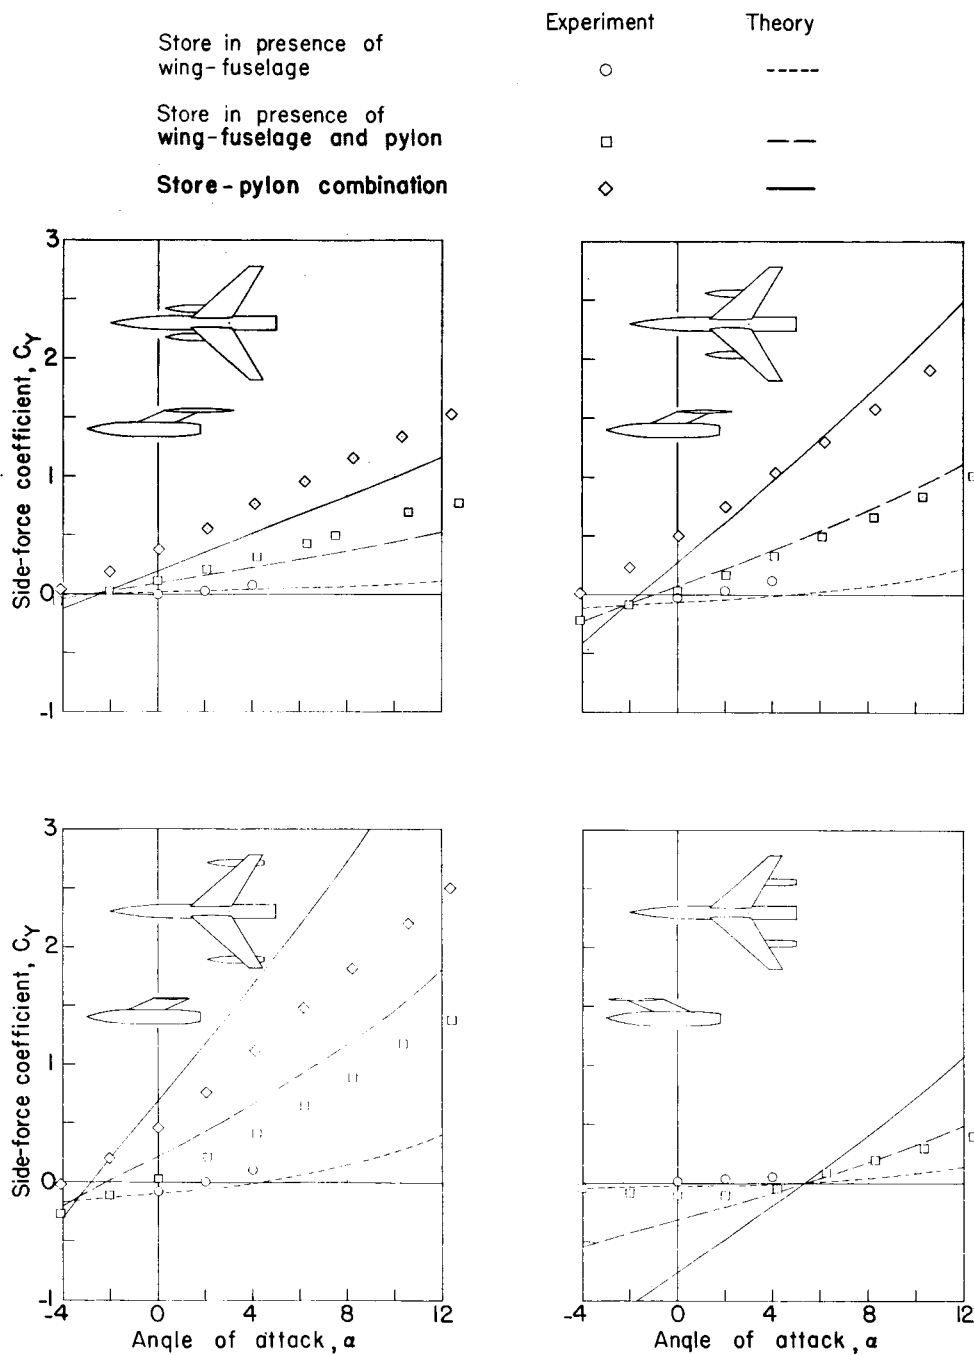 Experiment Theory
Store in presence of
wing-fuselage
Store in presence of
wing-fuselage and pylon
Store-pylon combination
3
2
1
0
-1
Side-force coefficient, CY
3
2
1
0
-1
Side-force coefficient, CY
-4 0 4 8 12
Angle of attack, α
-4 0 4 8 12
Angle of attack, α